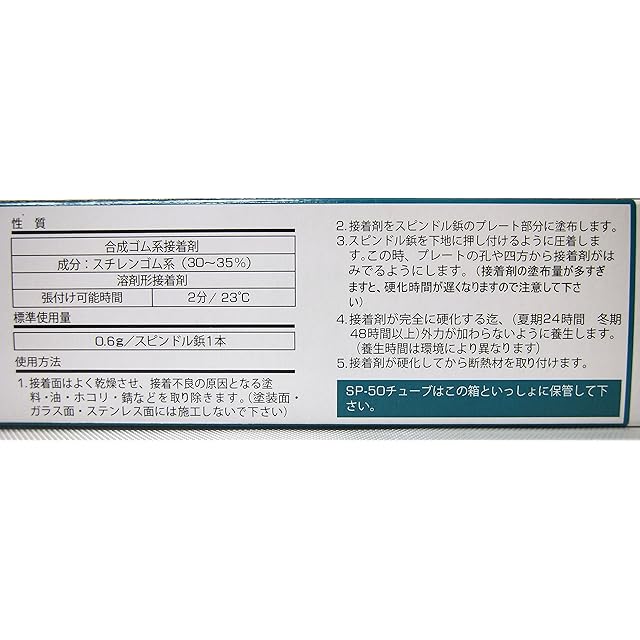 性 質
合成ゴム系接着剤
成分：スチレンゴム系（30～35％）
溶剤形接着剤
張付け可能時間 2分／23℃
標準使用量
0.6g／スピンドル鋲1本
使用方法
1.接着面はよく乾燥させ、接着不良の原因となる塗
料・油・ホコリ・錆などを取り除きます。（塗装面・
ガラス面・ステンレス面には施工しないで下さい）
2.接着剤をスピンドル鋲のプレート部分に塗布します。
3.スピンドル鋲を下地に押し付けるように圧着しま
す。この時、プレートの孔や四方から接着剤がは
みでるようにします。（接着剤の塗布量が多すぎ
ますと、硬化時間が遅くなりますので注意して下さ
い）
4.接着剤が完全に硬化する迄、（夏期24時間 冬期
48時間以上）外力が加わらないように養生します。
（養生時間は環境により異なります）
5.接着剤が硬化してから断熱材を取り付けます。
SP-50チューブはこの箱といっしょに保管して下
さい。